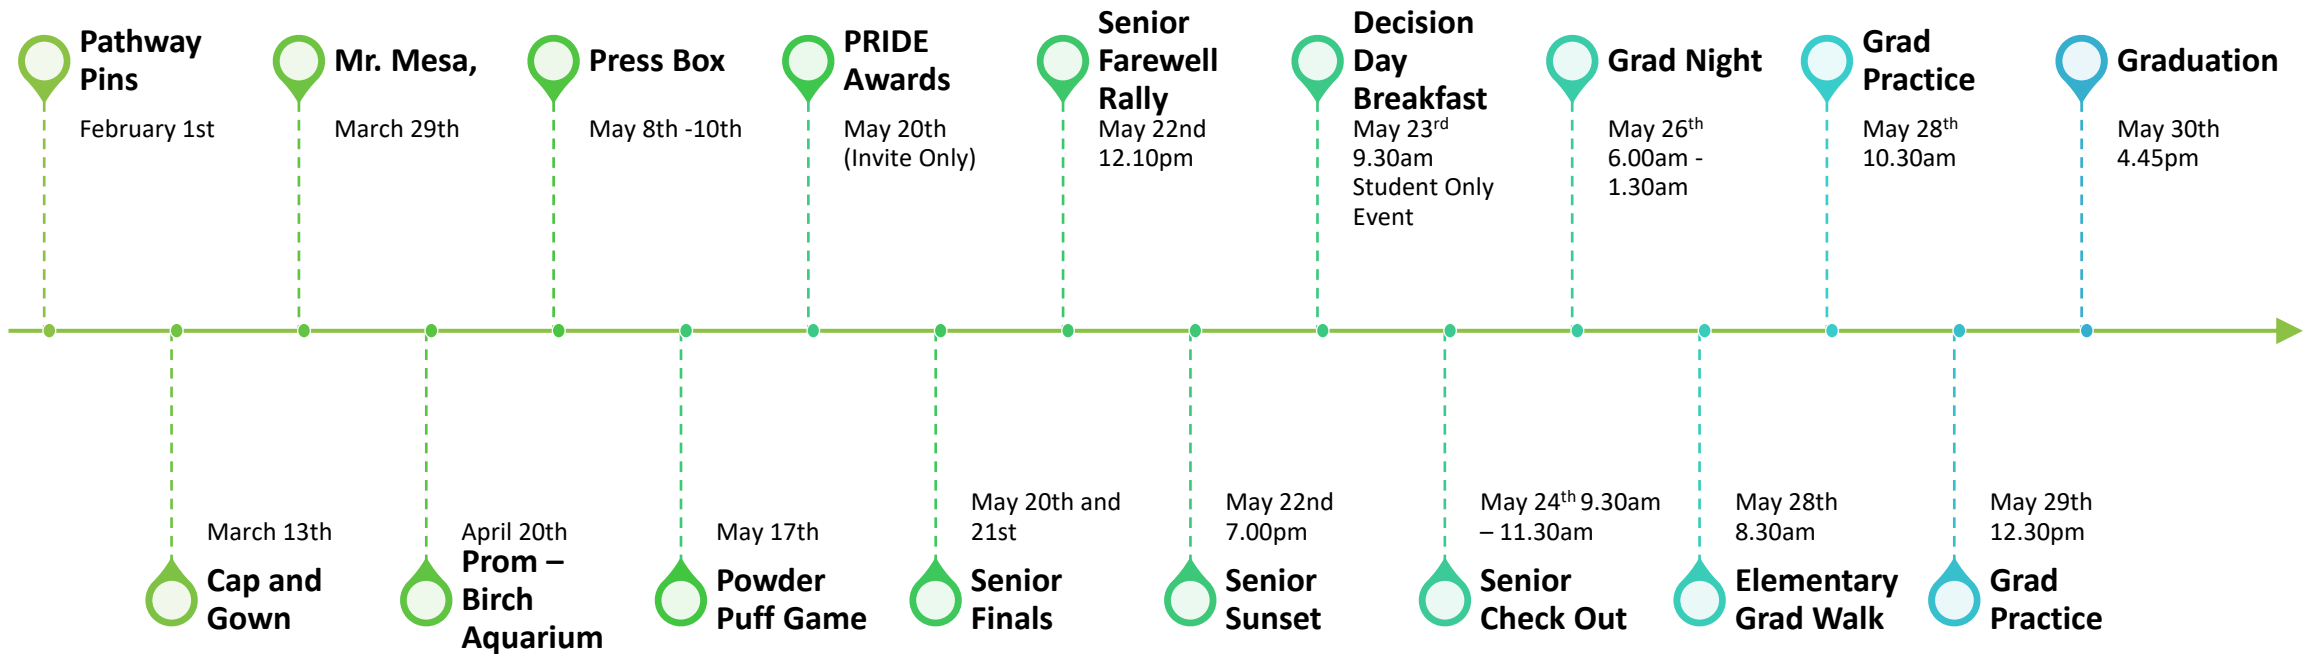 Pathway
Pins
February 1st
Mr. Mesa,
March 29th
Press Box
May 8th -10th
PRIDE
Awards
May 20th
(Invite Only)
Senior
Farewell
Rally
May 22nd
12.10pm
Decision
Day
Breakfast
May 23rd
9.30am
Student Only
Event
Grad Night
May 26th
6.00am -
1.30am
Grad
Practice
May 28th
10.30am
Graduation
May 30th
4.45pm
March 13th
Cap and
Gown
April 20th
Prom –
Birch
Aquarium
May 17th
Powder
Puff Game
May 20th and
21st
Senior
Finals
May 22nd
7.00pm
Senior
Sunset
May 24th 9.30am
– 11.30am
Senior
Check Out
May 28th
8.30am
Elementary
Grad Walk
May 29th
12.30pm
Grad
Practice